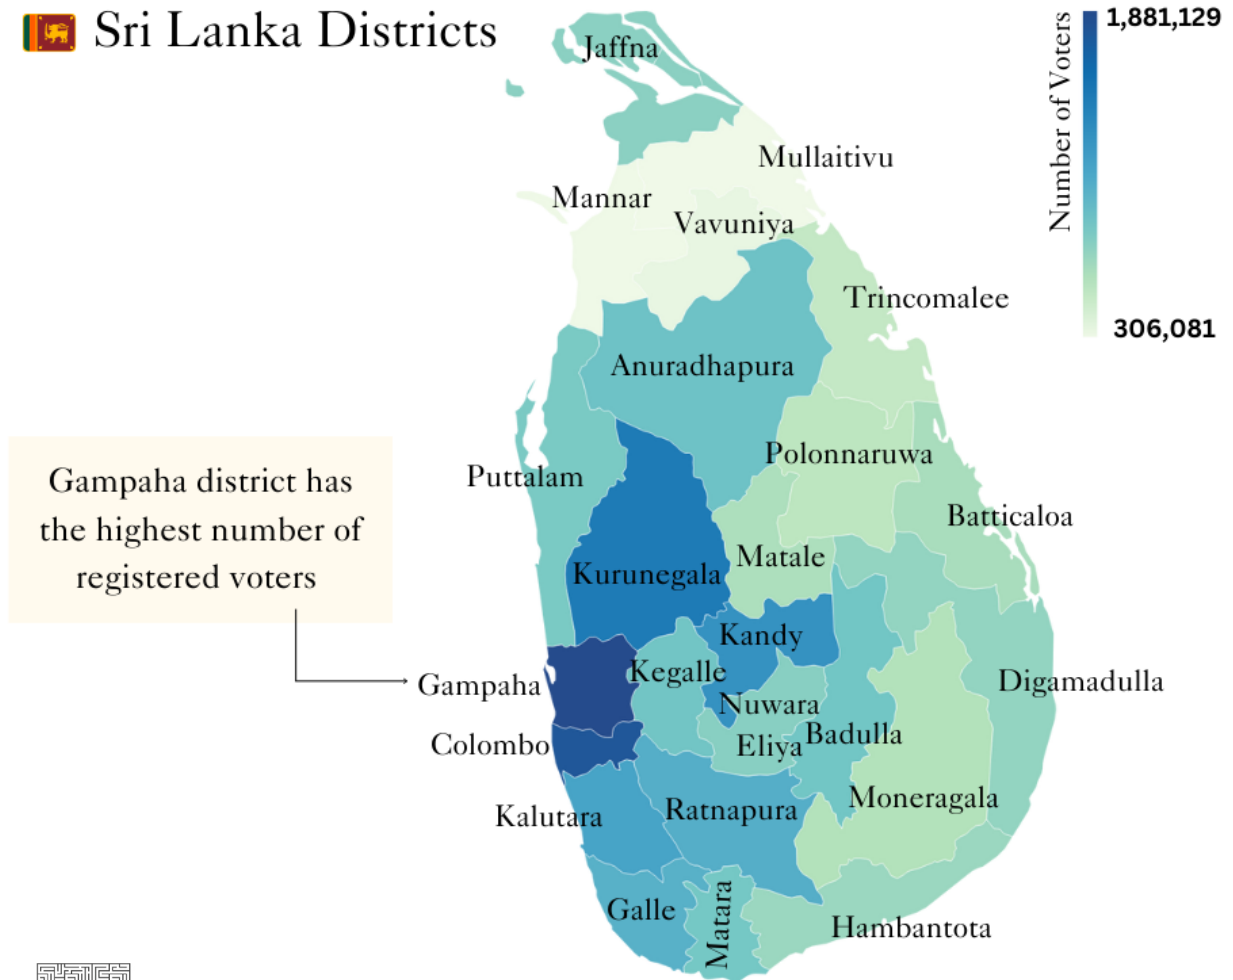 Sri Lanka Districts
Number of Voters
1,881,129
306,081
Jaffna
Mullaitivu
Mannar
Vavuniya
Trincomalee
Anuradhapura
Polonnaruwa
Puttalam
Batticaloa
Matale
Kurunegala
Gampaha district has
the highest number of
registered voters
Kandy
Kegalle
Gampaha
Digamadulla
Nuwara
Eliya
Badulla
Colombo
Moneragala
Ratnapura
Kalutara
Galle
Matara
Hambantota